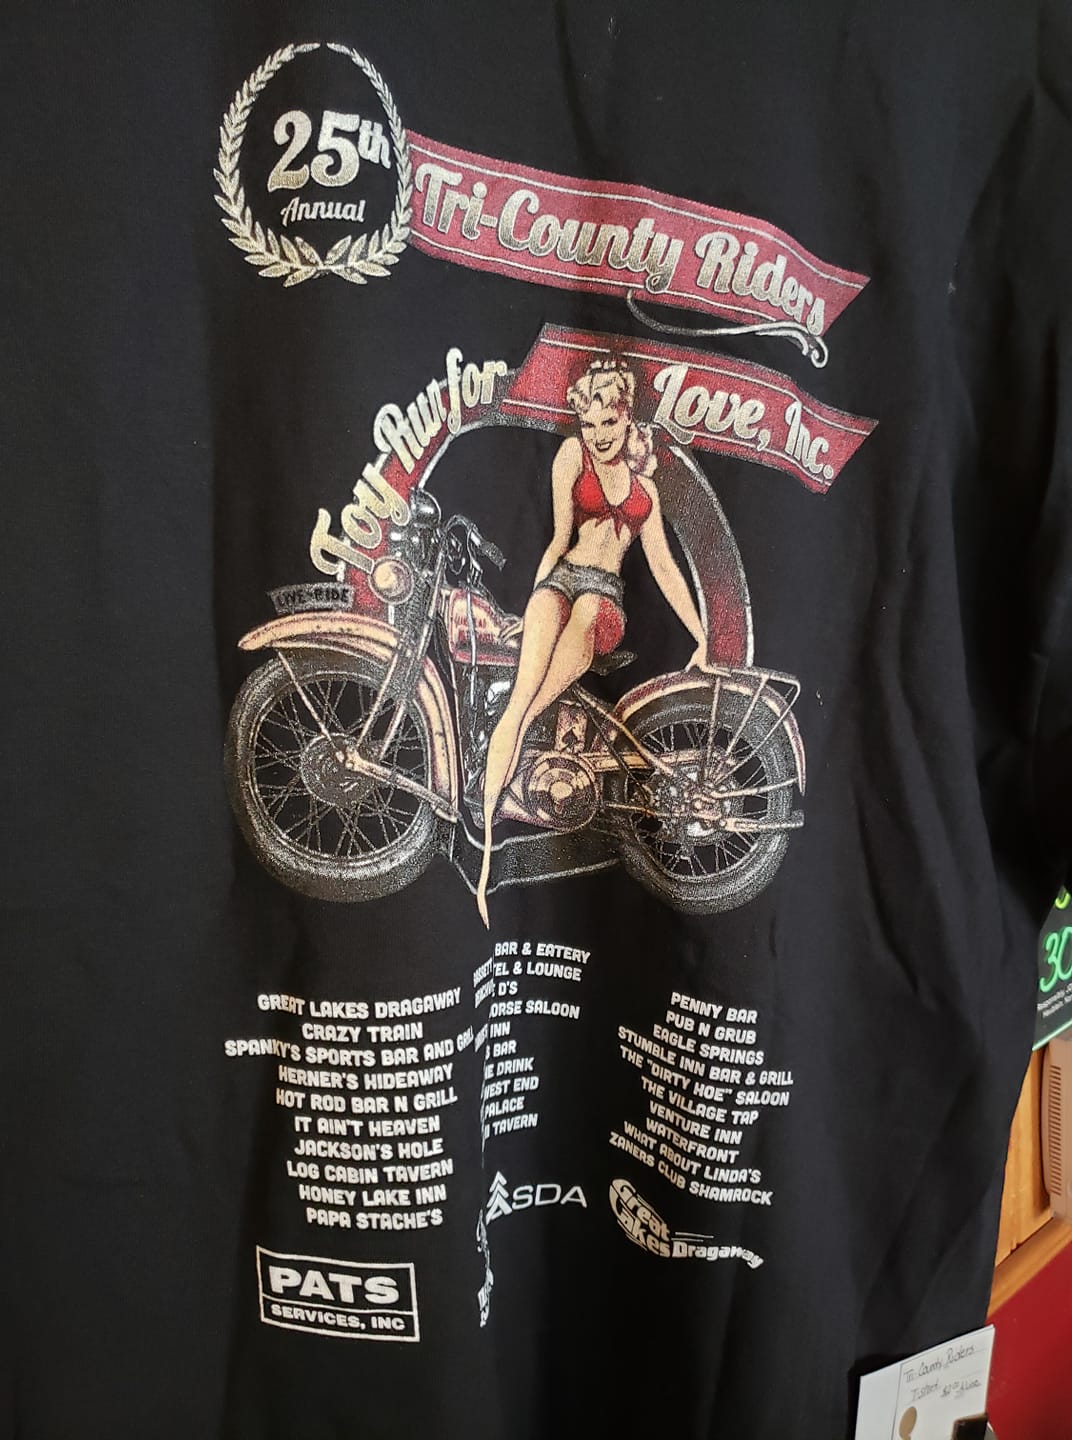 25th
Annual
Tri-County Riders
Toy Run for
Love, Inc.
LIVE RIDE
GREAT LAKES DRAGAWAY
CRAZY TRAIN
SPANKY'S SPORTS BAR AND GRILL
HERNER'S HIDEAWAY
HOT ROD BAR N GRILL
IT AIN'T HEAVEN
JACKSON'S HOLE
LOG CABIN TAVERN
HONEY LAKE INN
PAPA STACHE'S
BAR & EATERY
& LOUNGE
D'S
SALOON
INN
BAR
DRINK
WEST END
PALACE
TAVERN
PENNY BAR
PUB N GRUB
EAGLE SPRINGS
STUMBLE INN BAR & GRILL
THE "DIRTY HOE" SALOON
THE VILLAGE TAP
VENTURE INN
WATERFRONT
WHAT ABOUT LINDA'S
ZANERS CLUB SHAMROCK
PATS
SERVICES, INC
SDA
Great
Lakes Dragaway
30
Tri County Riders